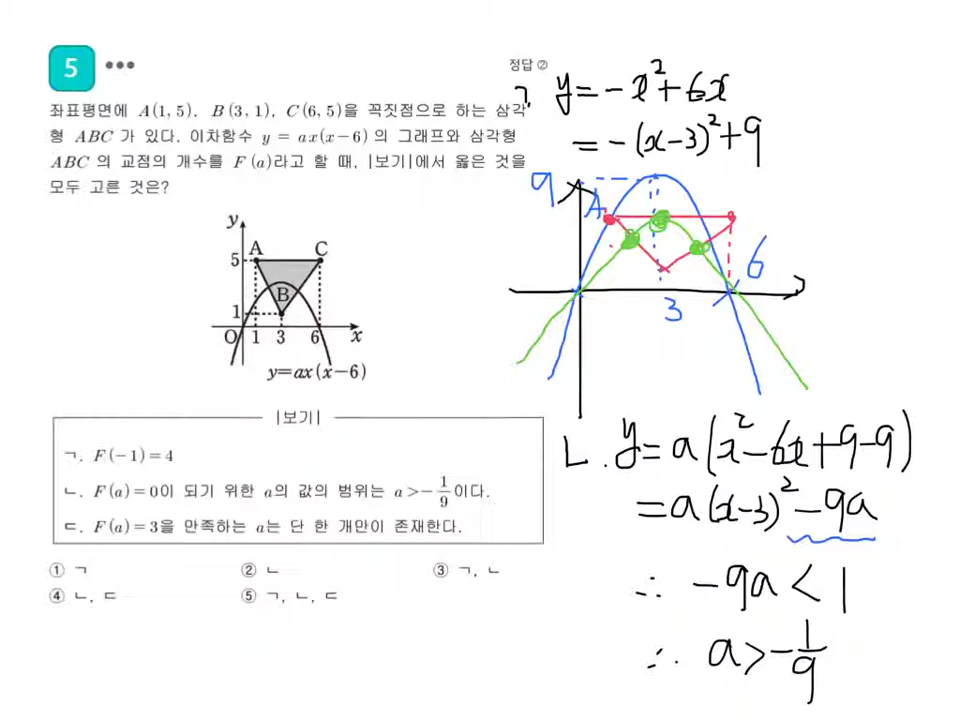 5
좌표평면에 A(1, 5), B(3, 1), C(6, 5)을 꼭짓점으로 하는 삼각
형 ABC 가 있다. 이차함수 y = ax(x−6) 의 그래프와 삼각형
ABC 의 교점의 개수를 F(a)라고 할 때, |보기|에서 옳은 것을
모두 고른 것은?
y
A
C
5
B
1
O
1
3
6
x
y=ax(x−6)
|보기|
ㄱ. F(−1)=4
ㄴ. F(a)=0이 되기 위한 a의 값의 범위는 a>−1/9이다.
ㄷ. F(a)=3을 만족하는 a는 단 한 개만이 존재한다.
① ㄱ
② ㄴ
③ ㄱ, ㄴ
④ ㄴ, ㄷ
⑤ ㄱ, ㄴ, ㄷ
정답 ②
ㄱ. y=−x²+6x
=−(x−3)²+9
9
A
6
3
ㄴ. y=a(x²−6x+9−9)
=a(x−3)²−9a
∴ −9a<1
∴ a>−1/9